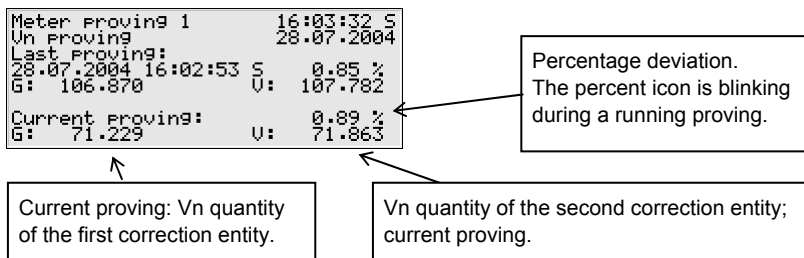 Meter proving 1 16:03:32 S
Vn proving 28.07.2004
Last proving:
28.07.2004 16:02:53 S 0.85 %
G: 106.870 V: 107.782
Current proving: 0.89 %
G: 71.229 V: 71.863
Percentage deviation.
The percent icon is blinking
during a running proving.
Current proving: Vn quantity
of the first correction entity.
Vn quantity of the second correction entity;
current proving.